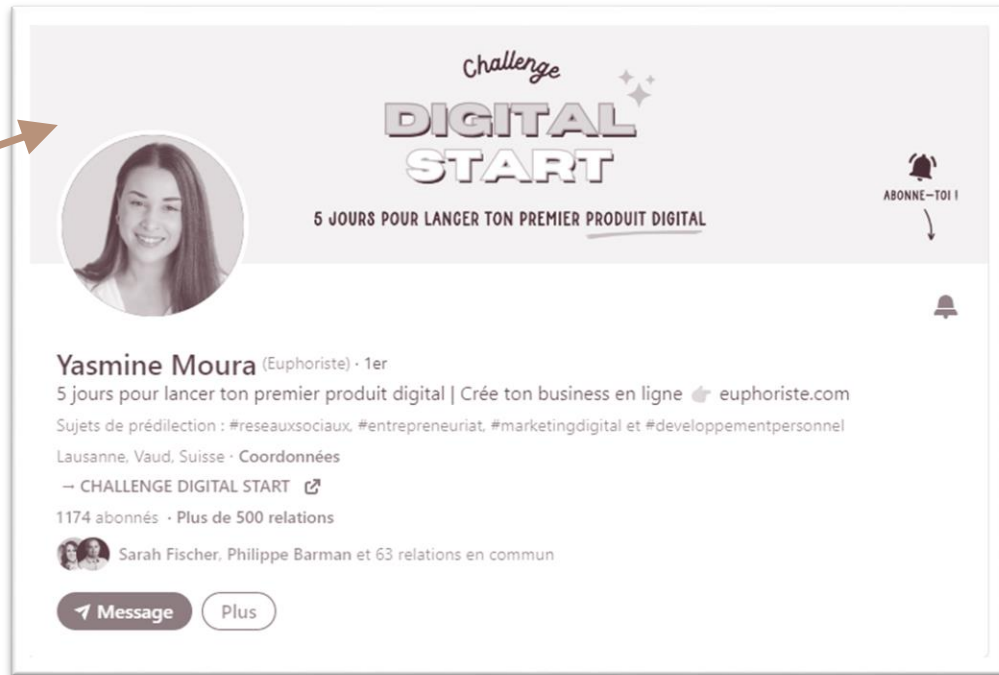 Challenge
DIGITAL
START
5 JOURS POUR LANCER TON PREMIER PRODUIT DIGITAL
ABONNE-TOI !
Yasmine Moura (Euphoriste) · 1er
5 jours pour lancer ton premier produit digital | Crée ton business en ligne 👉 euphoriste.com
Sujets de prédilection : #reseauxsociaux, #entrepreneuriat, #marketingdigital et #developpementpersonnel
Lausanne, Vaud, Suisse · Coordonnées
→ CHALLENGE DIGITAL START
1174 abonnés · Plus de 500 relations
Sarah Fischer, Philippe Barman et 63 relations en commun
Message
Plus